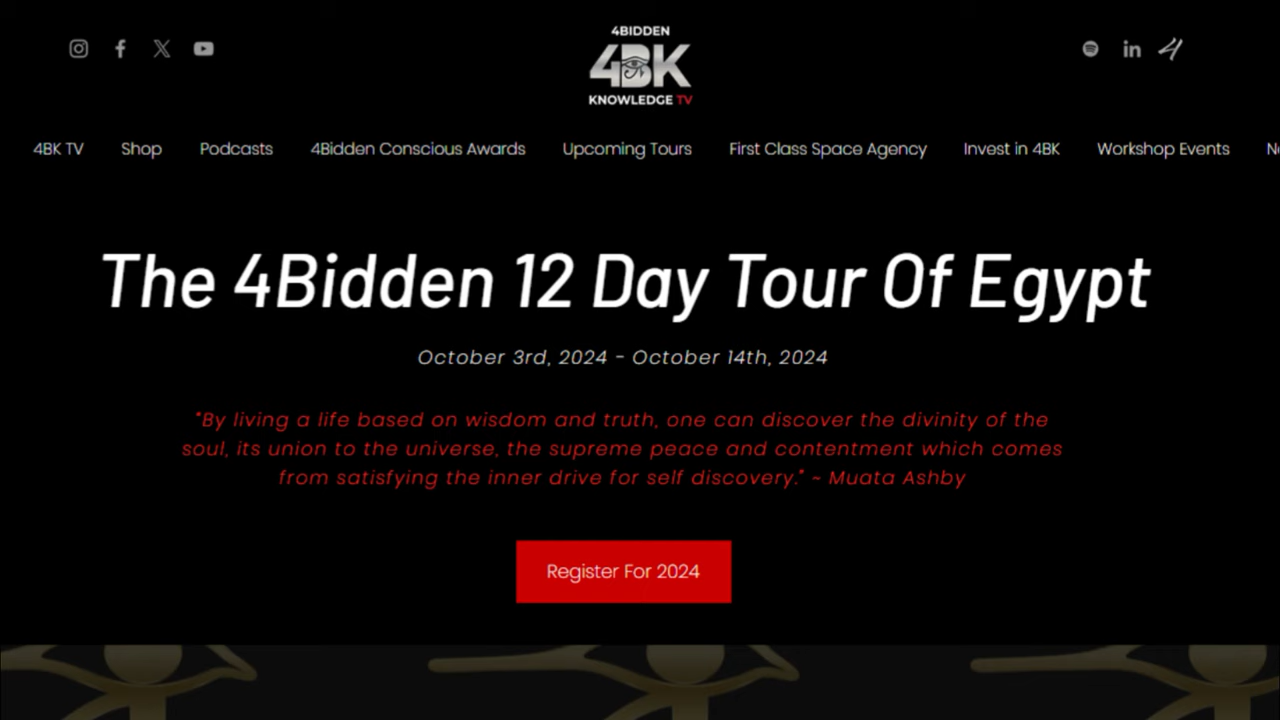 4BIDDEN
4BK
KNOWLEDGE TV
4BK TV Shop Podcasts 4Bidden Conscious Awards Upcoming Tours First Class Space Agency Invest in 4BK Workshop Events
The 4Bidden 12 Day Tour Of Egypt
October 3rd, 2024 - October 14th, 2024
"By living a life based on wisdom and truth, one can discover the divinity of the
soul, its union to the universe, the supreme peace and contentment which comes
from satisfying the inner drive for self discovery." ~ Muata Ashby
Register For 2024